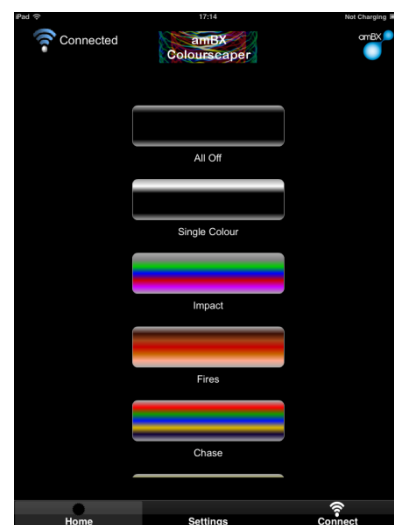 iPad 17:14 Not Charging
Connected
amBX
Colourscaper
amBX
All Off
Single Colour
Impact
Fires
Chase
Home Settings Connect